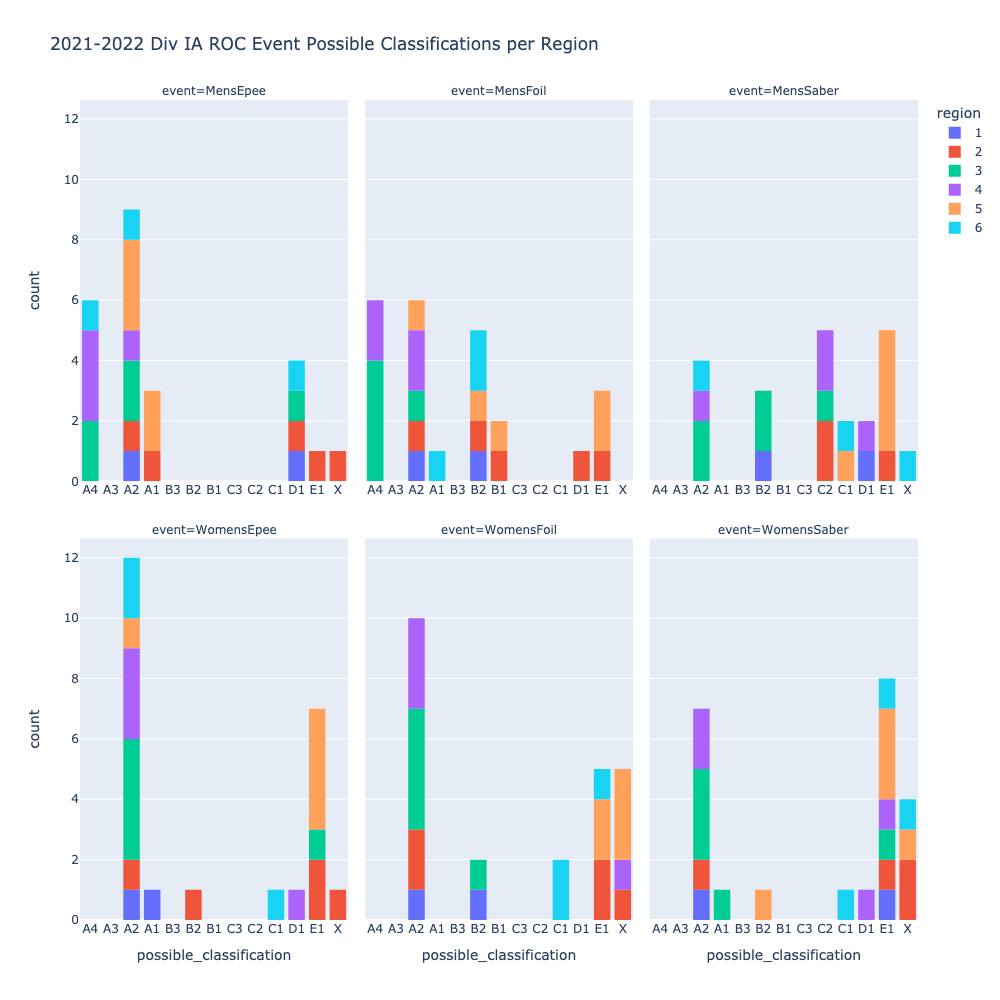 2021-2022 Div IA ROC Event Possible Classifications per Region
event=MensEpee
event=MensFoil
event=MensSaber
region
1
2
3
4
5
6
count
12
10
8
6
4
2
0
A4 A3 A2 A1 B3 B2 B1 C3 C2 C1 D1 E1 X
A4 A3 A2 A1 B3 B2 B1 C3 C2 C1 D1 E1 X
A4 A3 A2 A1 B3 B2 B1 C3 C2 C1 D1 E1 X
event=WomensEpee
event=WomensFoil
event=WomensSaber
count
12
10
8
6
4
2
0
A4 A3 A2 A1 B3 B2 B1 C3 C2 C1 D1 E1 X
A4 A3 A2 A1 B3 B2 B1 C3 C2 C1 D1 E1 X
A4 A3 A2 A1 B3 B2 B1 C3 C2 C1 D1 E1 X
possible_classification
possible_classification
possible_classification